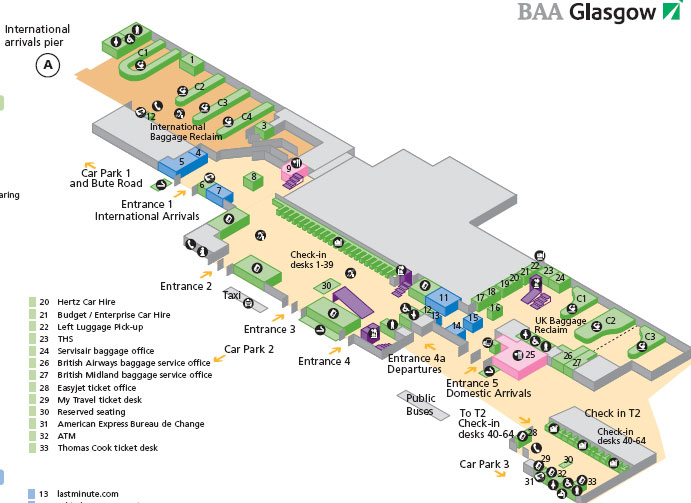 BAA Glasgow
International
arrivals pier
A
C1
1
C2
C3
C4
12
International
Baggage Reclaim
3
4
5
9
Car Park 1
and Bute Road
6
7
8
Entrance 1
International Arrivals
aring
Check-in
desks 1-39
Entrance 2
Taxi
30
Entrance 3
Entrance 4
Car Park 2
11
12
13
14
15
16
17
18
19
20
21
22
23
24
C1
C2
C3
UK Baggage
Reclaim
25
26
27
Entrance 4a
Departures
Entrance 5
Domestic Arrivals
Public
Buses
To T2
Check-in
desks 40-64
Check in T2
Check-in
desks 40-64
28
29
30
31
32
33
Car Park 3
20 Hertz Car Hire
21 Budget / Enterprise Car Hire
22 Left Luggage Pick-up
23 THS
24 Servisair baggage office
26 British Airways baggage service office
27 British Midland baggage service office
28 Easyjet ticket office
29 My Travel ticket desk
30 Reserved seating
31 American Express Bureau de Change
32 ATM
33 Thomas Cook ticket desk
13 lastminute.com